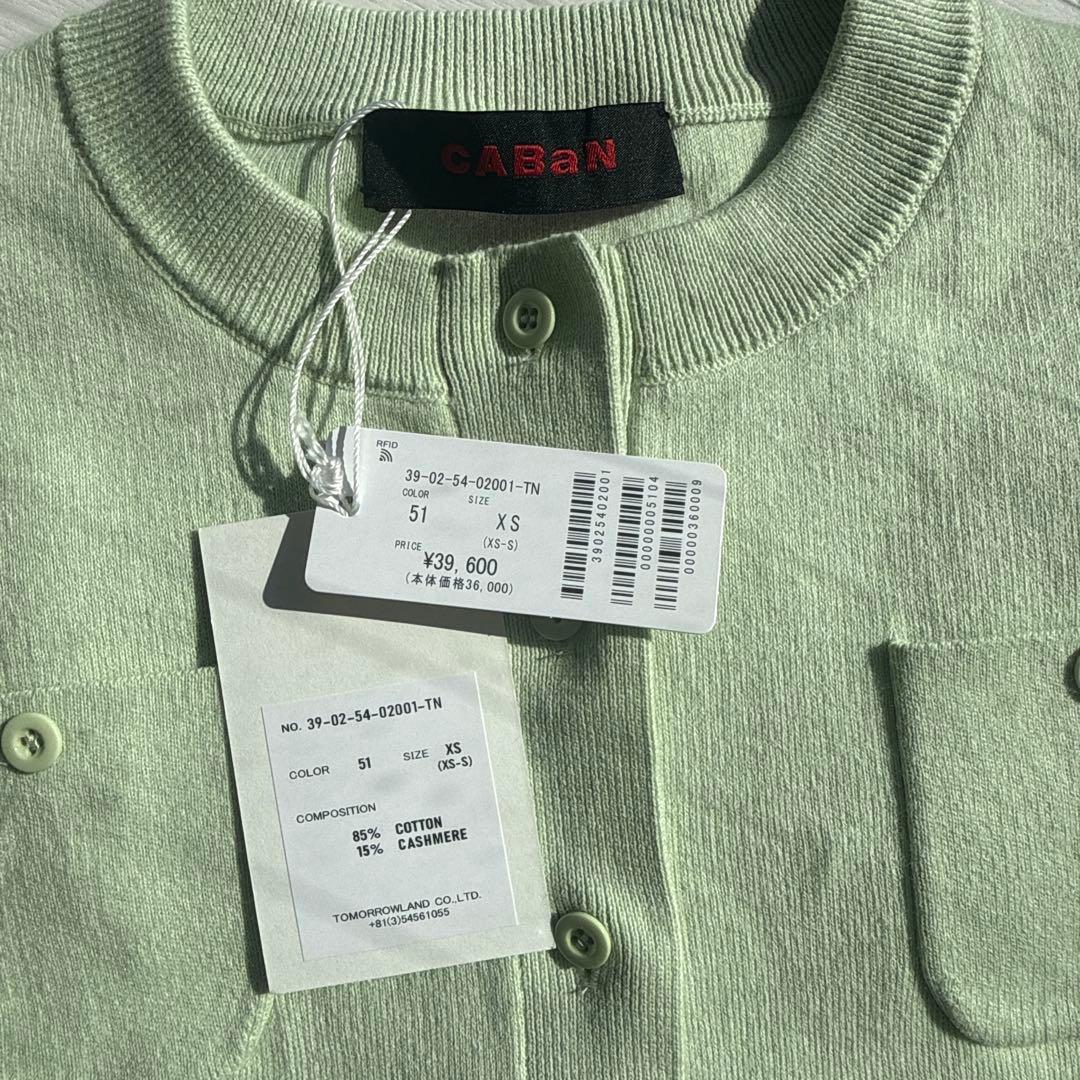 CABaN
RFID
39-02-54-02001-TN
COLOR SIZE
51 XS
(XS-S)
PRICE
¥39, 600
(本体価格36, 000)
39025402001
0000000005104
00000360009
NO. 39-02-54-02001-TN
COLOR 51 SIZE XS
(XS-S)
COMPOSITION
85% COTTON
15% CASHMERE
TOMORROWLAND CO.,LTD.
+81(3)54561055